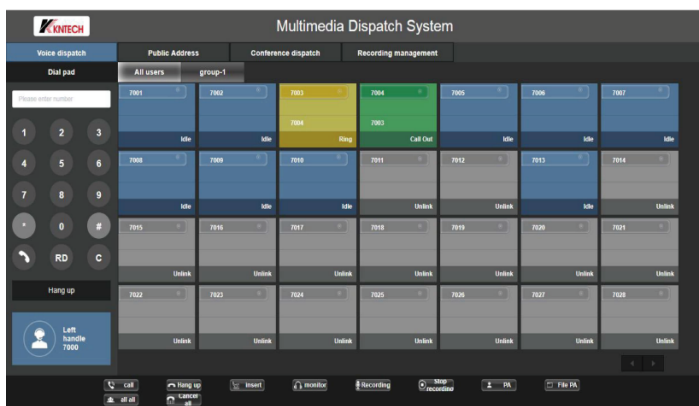 KNTECH
Multimedia Dispatch System
Voice dispatch Public Address Conference dispatch Recording management
Dial pad All users group-1
Please enter number
7001 7002 7003 7004 7005 7006 7007
7004 7003
Idle Idle Ring Call Out Idle Idle Idle
7008 7009 7010 7011 7012 7013 7014
Idle Idle Idle Unlink Unlink Idle Unlink
7015 7016 7017 7018 7019 7020 7021
Unlink Unlink Unlink Unlink Unlink Unlink Unlink
7022 7023 7024 7025 7026 7027 7028
Unlink Unlink Unlink Unlink Unlink Unlink Unlink
1 2 3
4 5 6
7 8 9
* 0 #
RD C
Hang up
Left
handle
7000
call Hang up insert monitor Recording Stop recording PA File PA
all all Cancel all